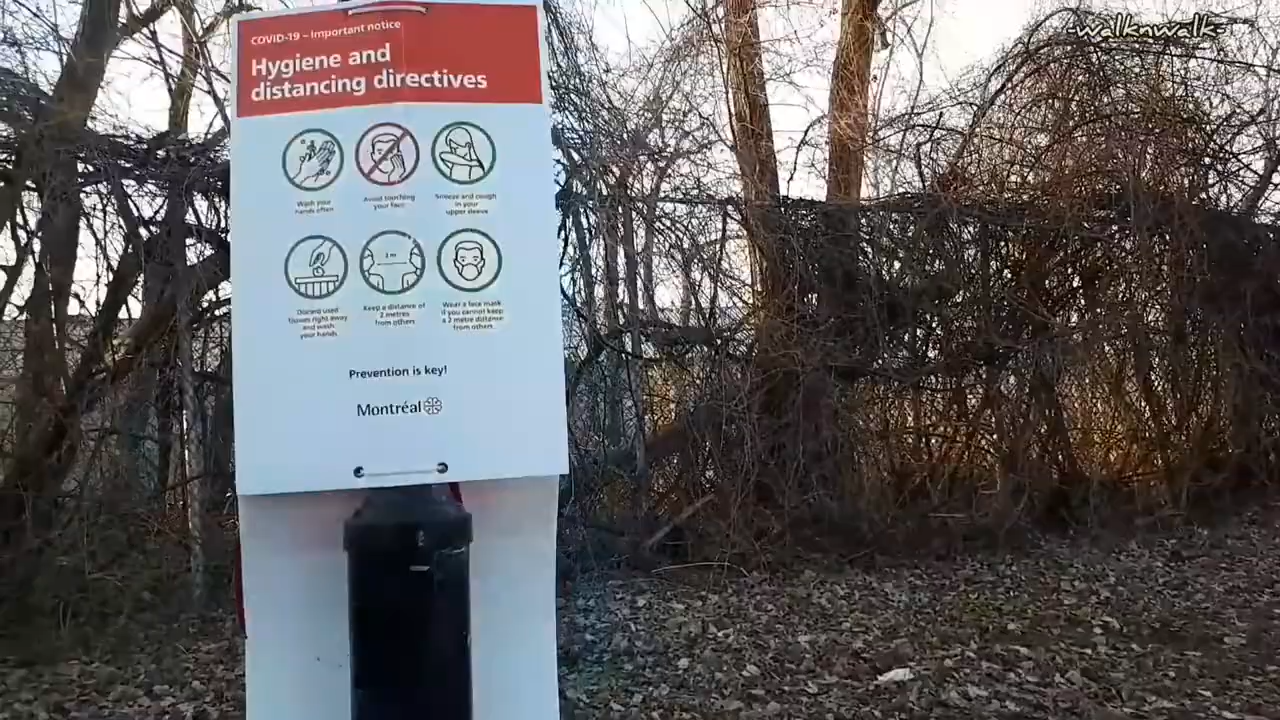 -walknwalk-
COVID-19 – Important notice
Hygiene and
distancing directives
Wash your
hands often
Avoid touching
your face
Sneeze and cough
in your
upper sleeve
2 m
Discard used
tissues right away
and wash
your hands
Keep a distance of
2 metres
from others
Wear a face mask
if you cannot keep
a 2 metre distance
from others
Prevention is key!
Montréal